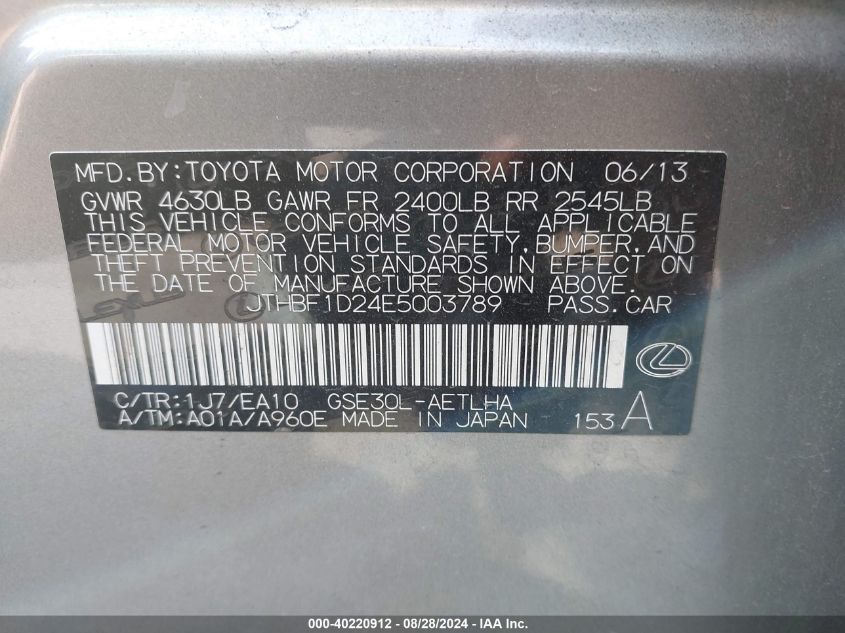 MFD.BY:TOYOTA MOTOR CORPORATION 06/13
GVWR 4630LB GAWR FR 2400LB RR 2545LB
THIS VEHICLE CONFORMS TO ALL APPLICABLE
FEDERAL MOTOR VEHICLE SAFETY,BUMPER,AND
THEFT PREVENTION STANDARDS IN EFFECT ON
THE DATE OF MANUFACTURE SHOWN ABOVE.
JTHBF1D24E5003789 PASS.CAR
C/TR:1J7/EA10 GSE30L-AETLHA
A/TM:A01A/A960E MADE IN JAPAN 153 A
000-40220912 / 08/28/2024 - IAA Inc.